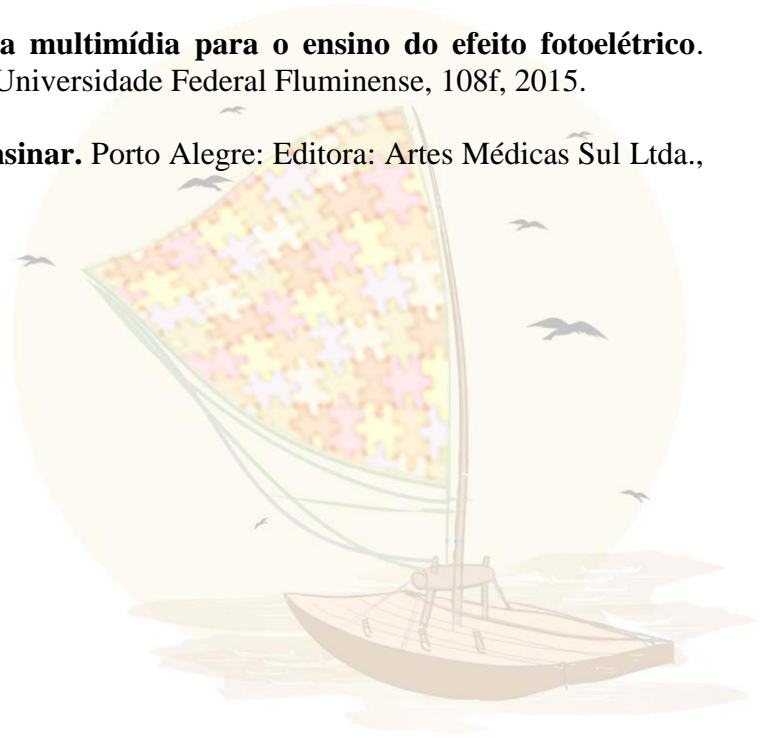 a multimídia para o ensino do efeito fotoelétrico.
Universidade Federal Fluminense, 108f, 2015.
nsinar. Porto Alegre: Editora: Artes Médicas Sul Ltda.,